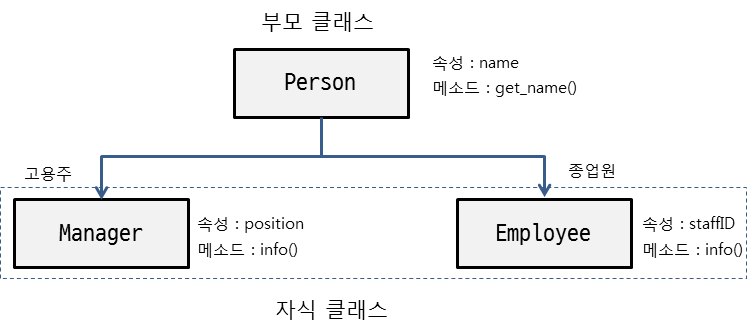 부모 클래스
Person
속성 : name
메소드 : get_name()
고용주
종업원
Manager
속성 : position
메소드 : info()
Employee
속성 : staffID
메소드 : info()
자식 클래스